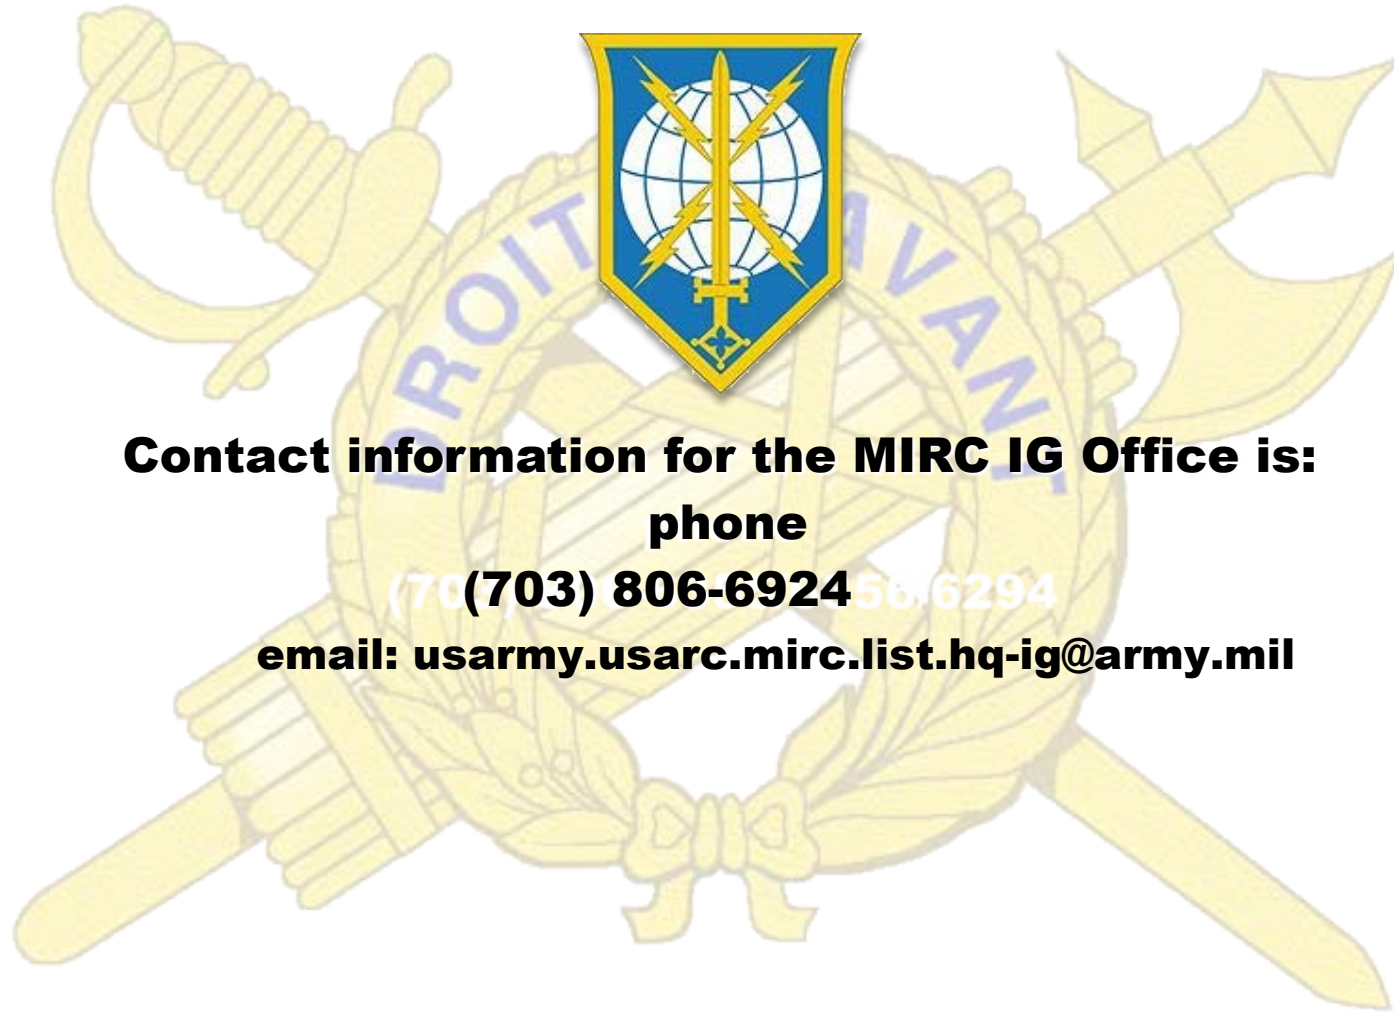 DROIT AVANT
Contact information for the MIRC IG Office is:
phone
(703) 806-6924
email: usarmy.usarc.mirc.list.hq-ig@army.mil